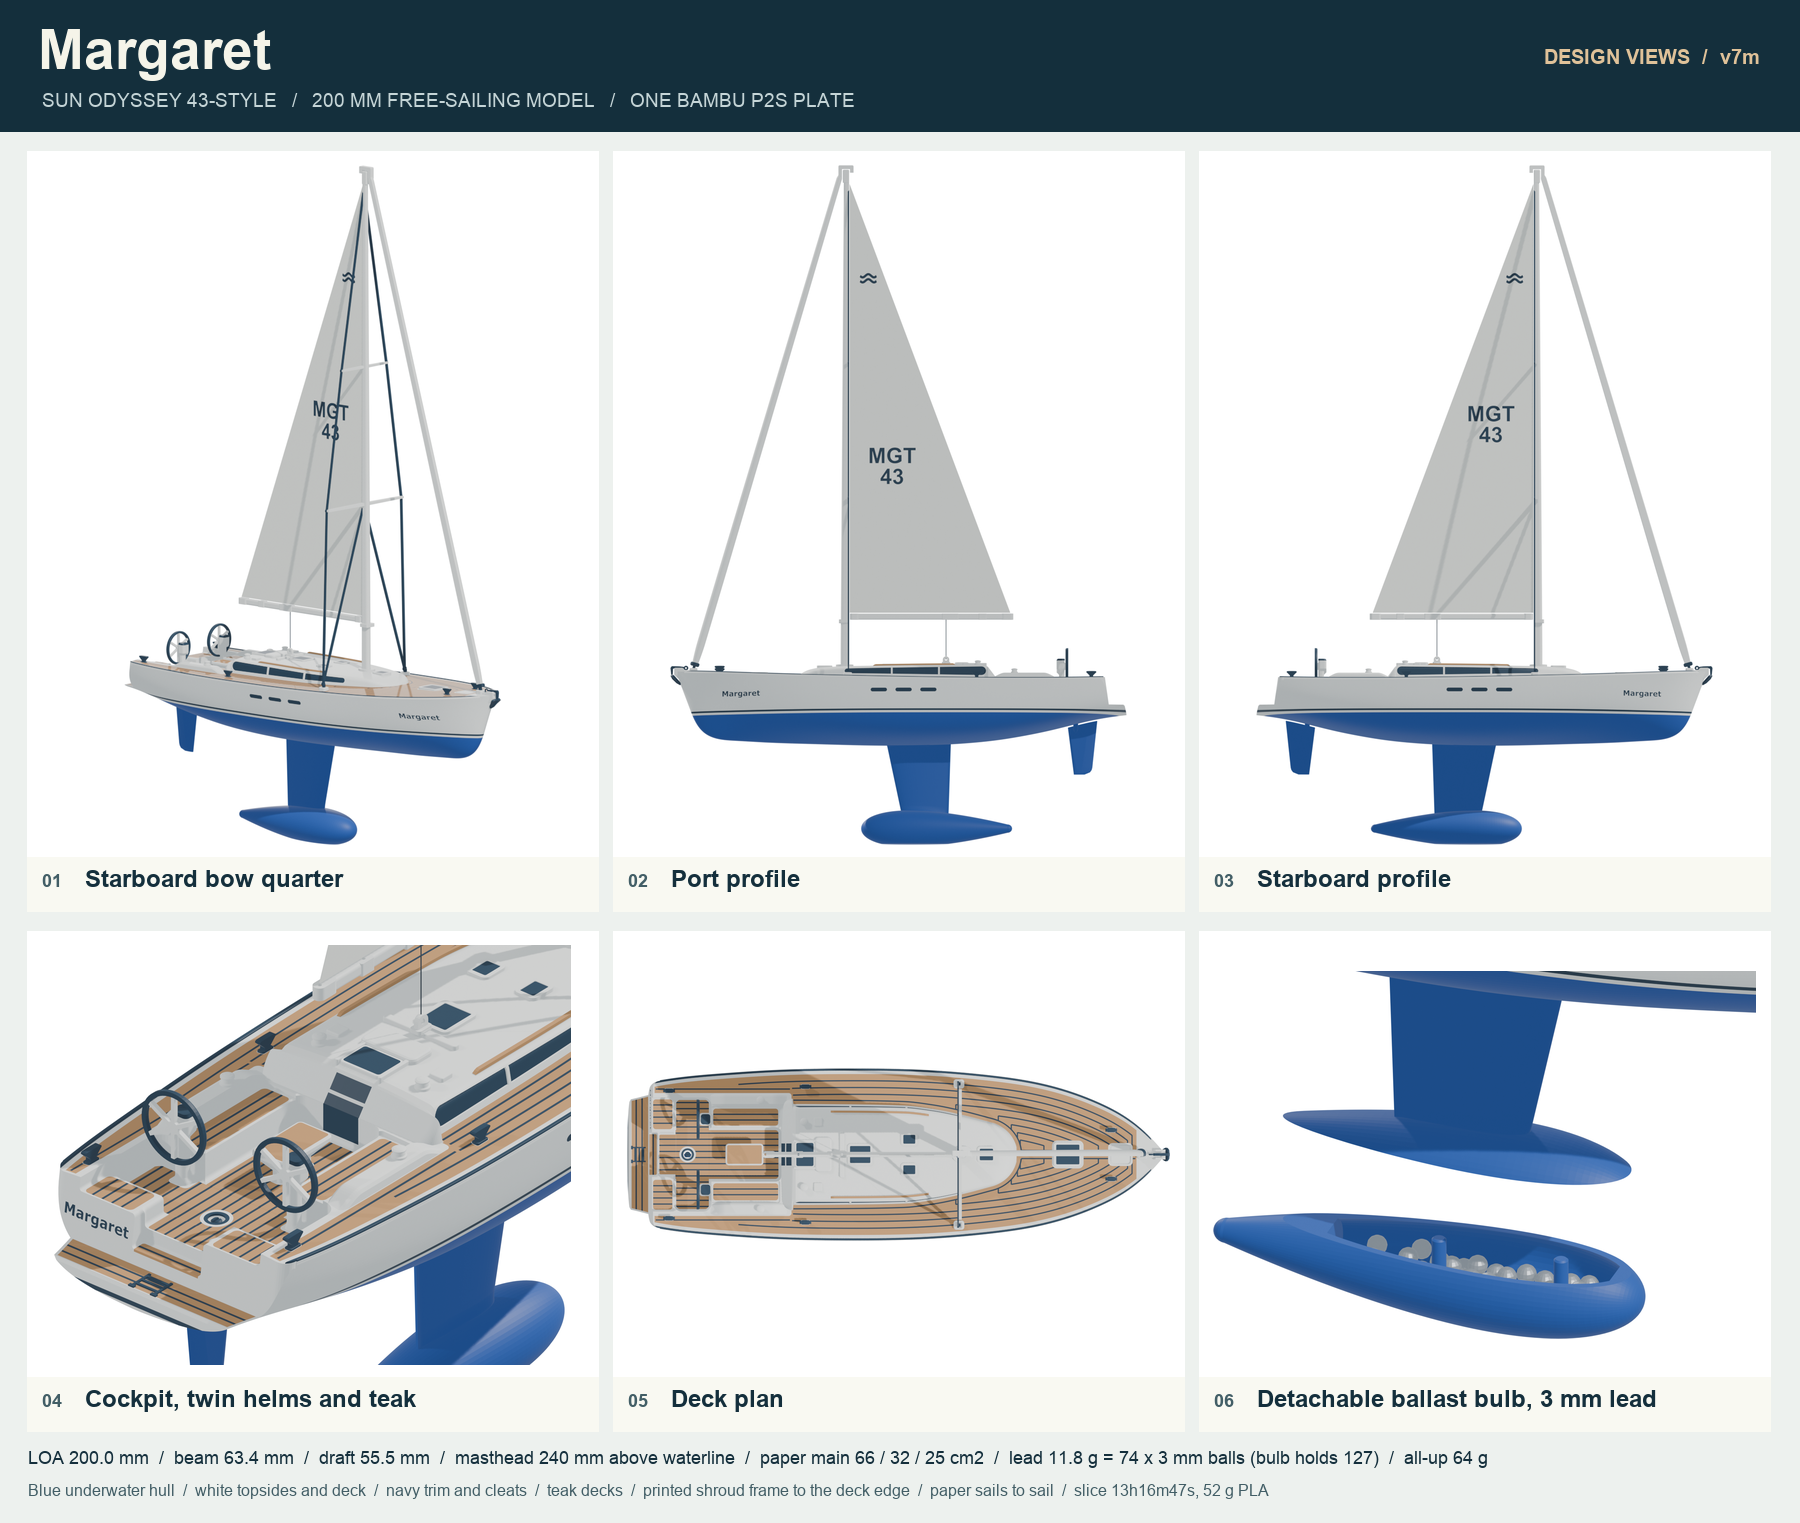 Margaret
DESIGN VIEWS / v7m
SUN ODYSSEY 43-STYLE / 200 MM FREE-SAILING MODEL / ONE BAMBU P2S PLATE
MGT
43
Margaret
01 Starboard bow quarter
MGT
43
Margaret
02 Port profile
MGT
43
Margaret
03 Starboard profile
Margaret
04 Cockpit, twin helms and teak
05 Deck plan
06 Detachable ballast bulb, 3 mm lead
LOA 200.0 mm / beam 63.4 mm / draft 55.5 mm / masthead 240 mm above waterline / paper main 66 / 32 / 25 cm2 / lead 11.8 g = 74 x 3 mm balls (bulb holds 127) / all-up 64 g
Blue underwater hull / white topsides and deck / navy trim and cleats / teak decks / printed shroud frame to the deck edge / paper sails to sail / slice 13h16m47s, 52 g PLA